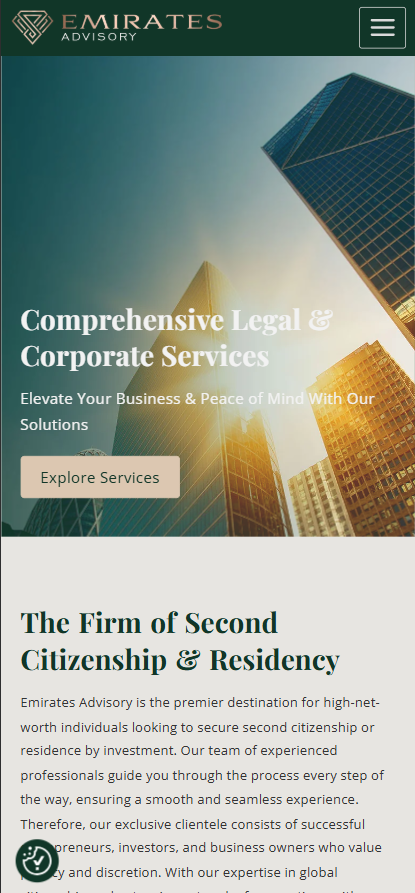 EMIRATES
ADVISORY
Comprehensive Legal &
Corporate Services
Elevate Your Business & Peace of Mind With Our
Solutions
Explore Services
The Firm of Second
Citizenship & Residency
Emirates Advisory is the premier destination for high-net-
worth individuals looking to secure second citizenship or
residence by investment. Our team of experienced
professionals guide you through the process every step of
the way, ensuring a smooth and seamless experience.
Therefore, our exclusive clientele consists of successful
investors, and business owners who value
and discretion. With our expertise in global